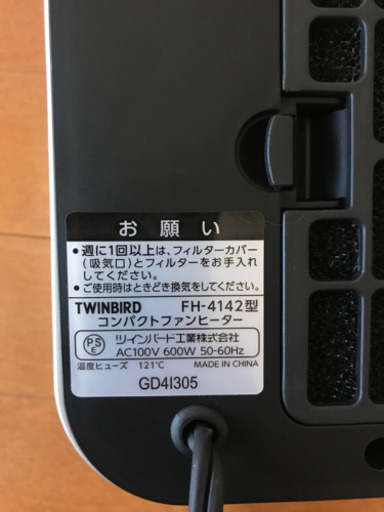 お願い
●週に1回以上は、フィルターカバー
(吸気口)とフィルターをお手入れ
してください。
●ご使用時はときどき換気をしてください。
TWINBIRD FH-4142型
コンパクトファンヒーター
PSE ツインバード工業株式会社
AC100V 600W 50-60Hz
温度ヒューズ 121℃ MADE IN CHINA
GD4I305